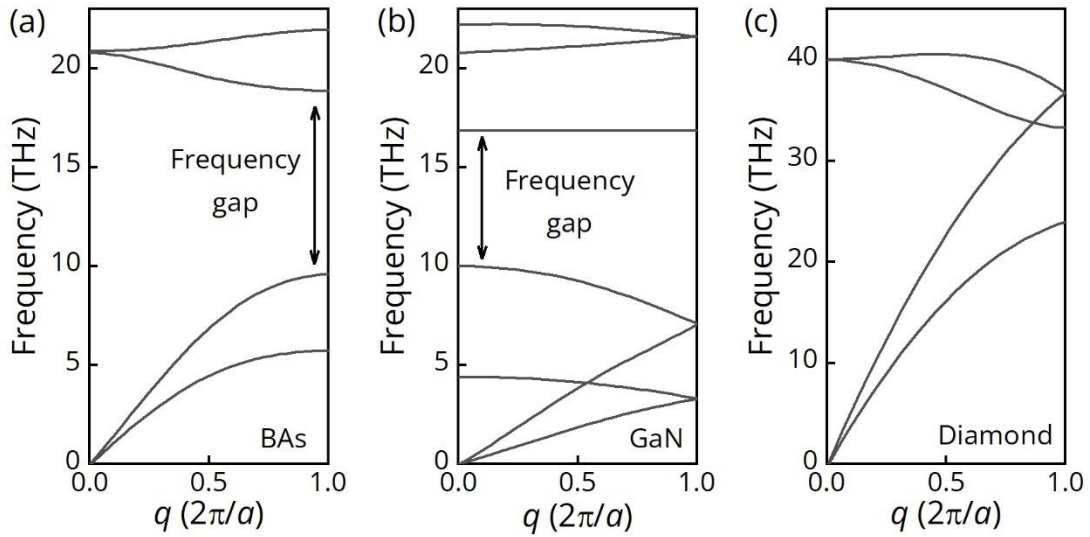 (a)
Frequency (THz)
20
15
10
5
0
Frequency
gap
BAs
0.0
0.5
1.0
q (2π/a)
(b)
Frequency (THz)
20
15
10
5
0
Frequency
gap
GaN
0.0
0.5
1.0
q (2π/a)
(c)
Frequency (THz)
40
30
20
10
0
Diamond
0.0
0.5
1.0
q (2π/a)